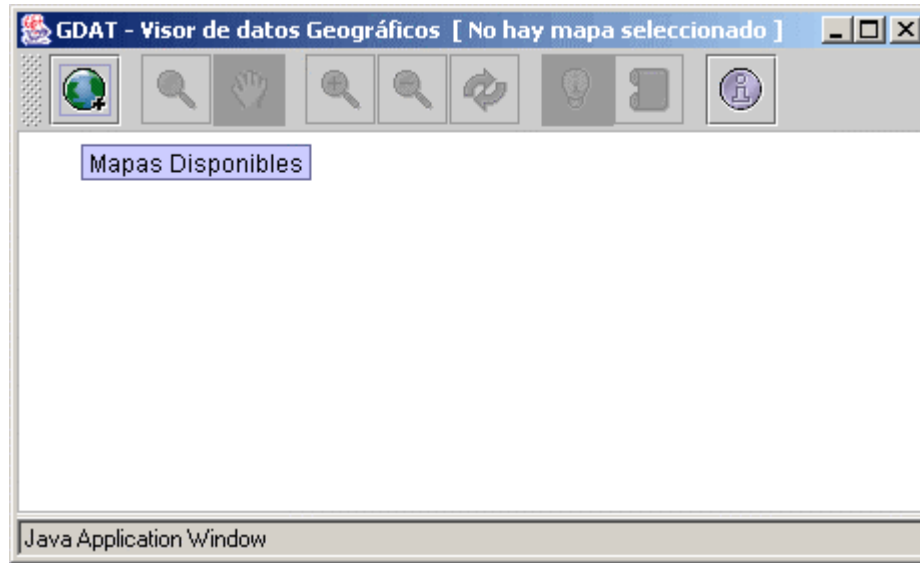 GDAT - Visor de datos Geográficos [ No hay mapa seleccionado ]
Mapas Disponibles
Java Application Window